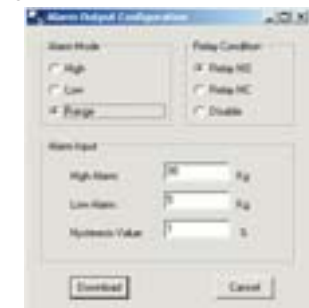 Alarm Output Configuration
Alarm Mode
High
Low
Range
Relay Condition
Relay NO
Relay NC
Disable
Alarm Input
High Alarm
Kg
Low Alarm
Kg
Hysteresis Value
%
Download
Cancel